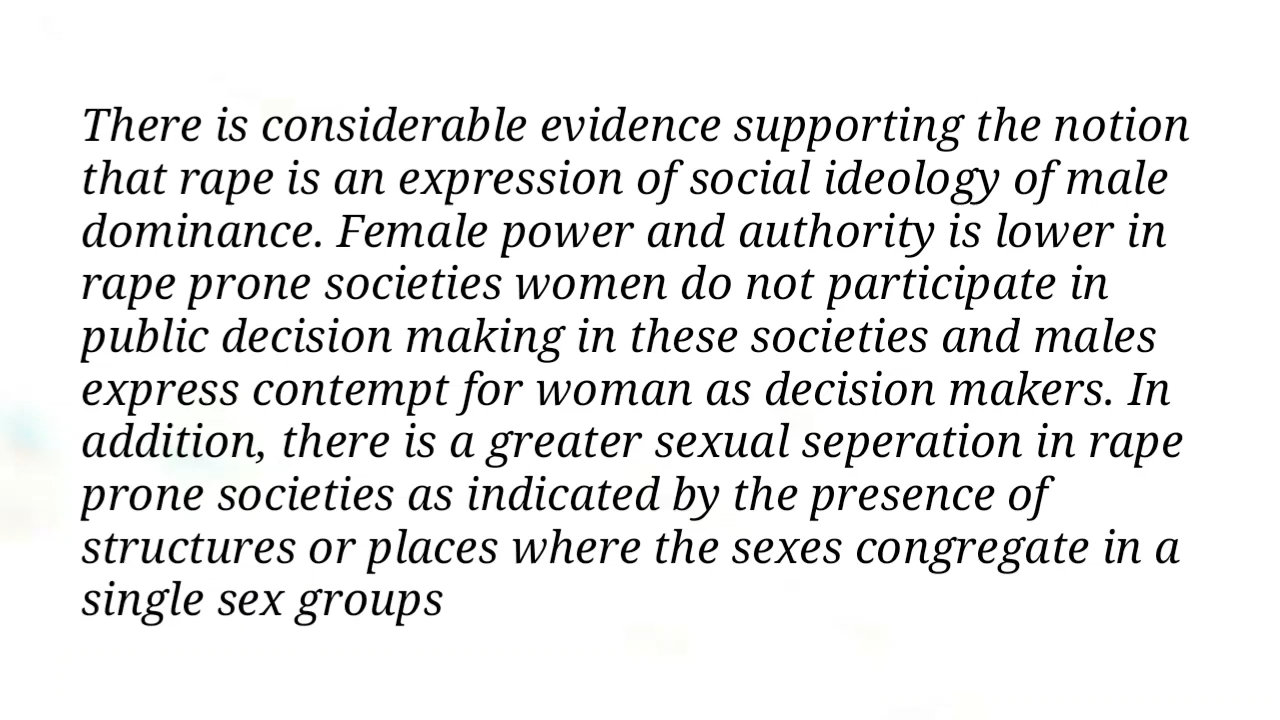 There is considerable evidence supporting the notion
that rape is an expression of social ideology of male
dominance. Female power and authority is lower in
rape prone societies women do not participate in
public decision making in these societies and males
express contempt for woman as decision makers. In
addition, there is a greater sexual seperation in rape
prone societies as indicated by the presence of
structures or places where the sexes congregate in a
single sex groups